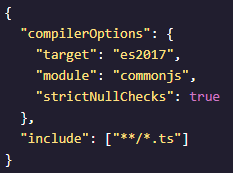 {
  "compilerOptions": {
    "target": "es2017",
    "module": "commonjs",
    "strictNullChecks": true
  },
  "include": ["**/*.ts"]
}